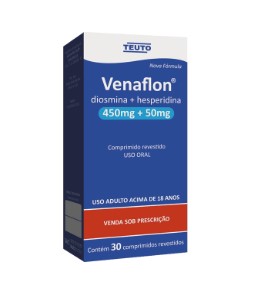 TEUTO
Nova Fórmula
Venaflon®
diosmina + hesperidina
450mg + 50mg
Comprimido revestido
USO ORAL
USO ADULTO ACIMA DE 18 ANOS
VENDA SOB PRESCRIÇÃO
Contém 30 comprimidos revestidos